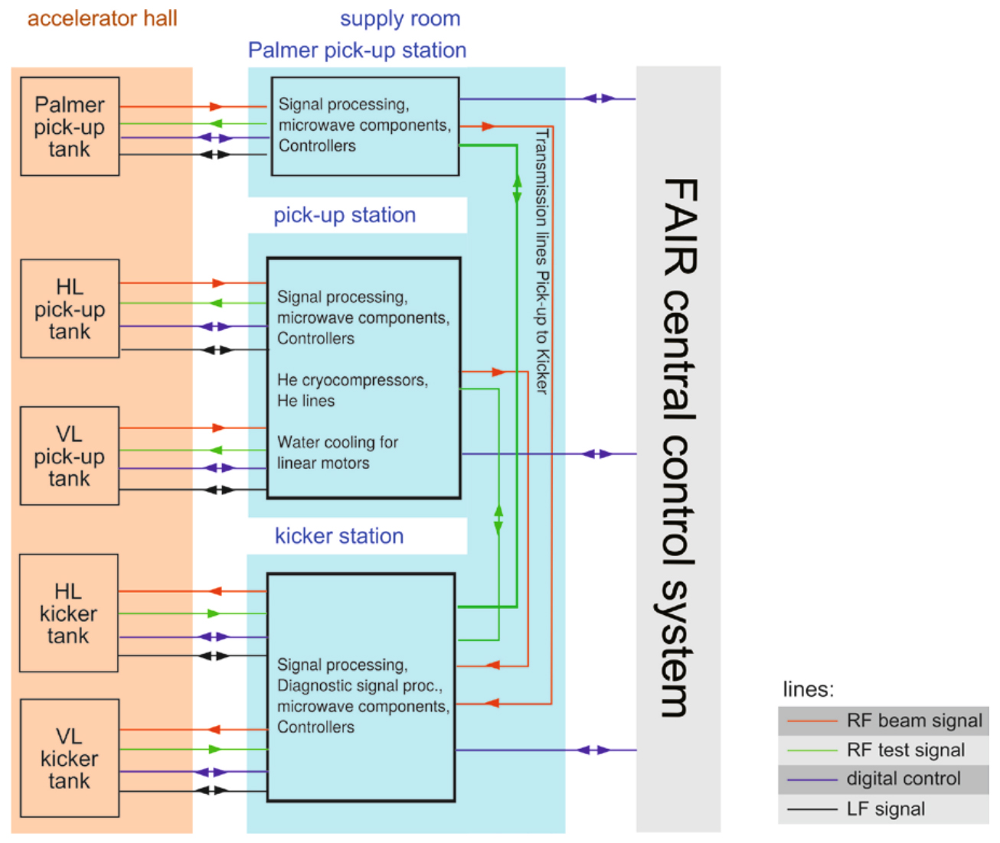 accelerator hall
supply room
Palmer pick-up station
Palmer
pick-up
tank
Signal processing,
microwave components,
Controllers
Transmission lines Pick-up to Kicker
FAIR central control system
pick-up station
HL
pick-up
tank
Signal processing,
microwave components,
Controllers
He cryocompressors,
He lines
Water cooling for
linear motors
VL
pick-up
tank
kicker station
HL
kicker
tank
Signal processing,
Diagnostic signal proc.,
microwave components,
Controllers
VL
kicker
tank
lines:
RF beam signal
RF test signal
digital control
LF signal